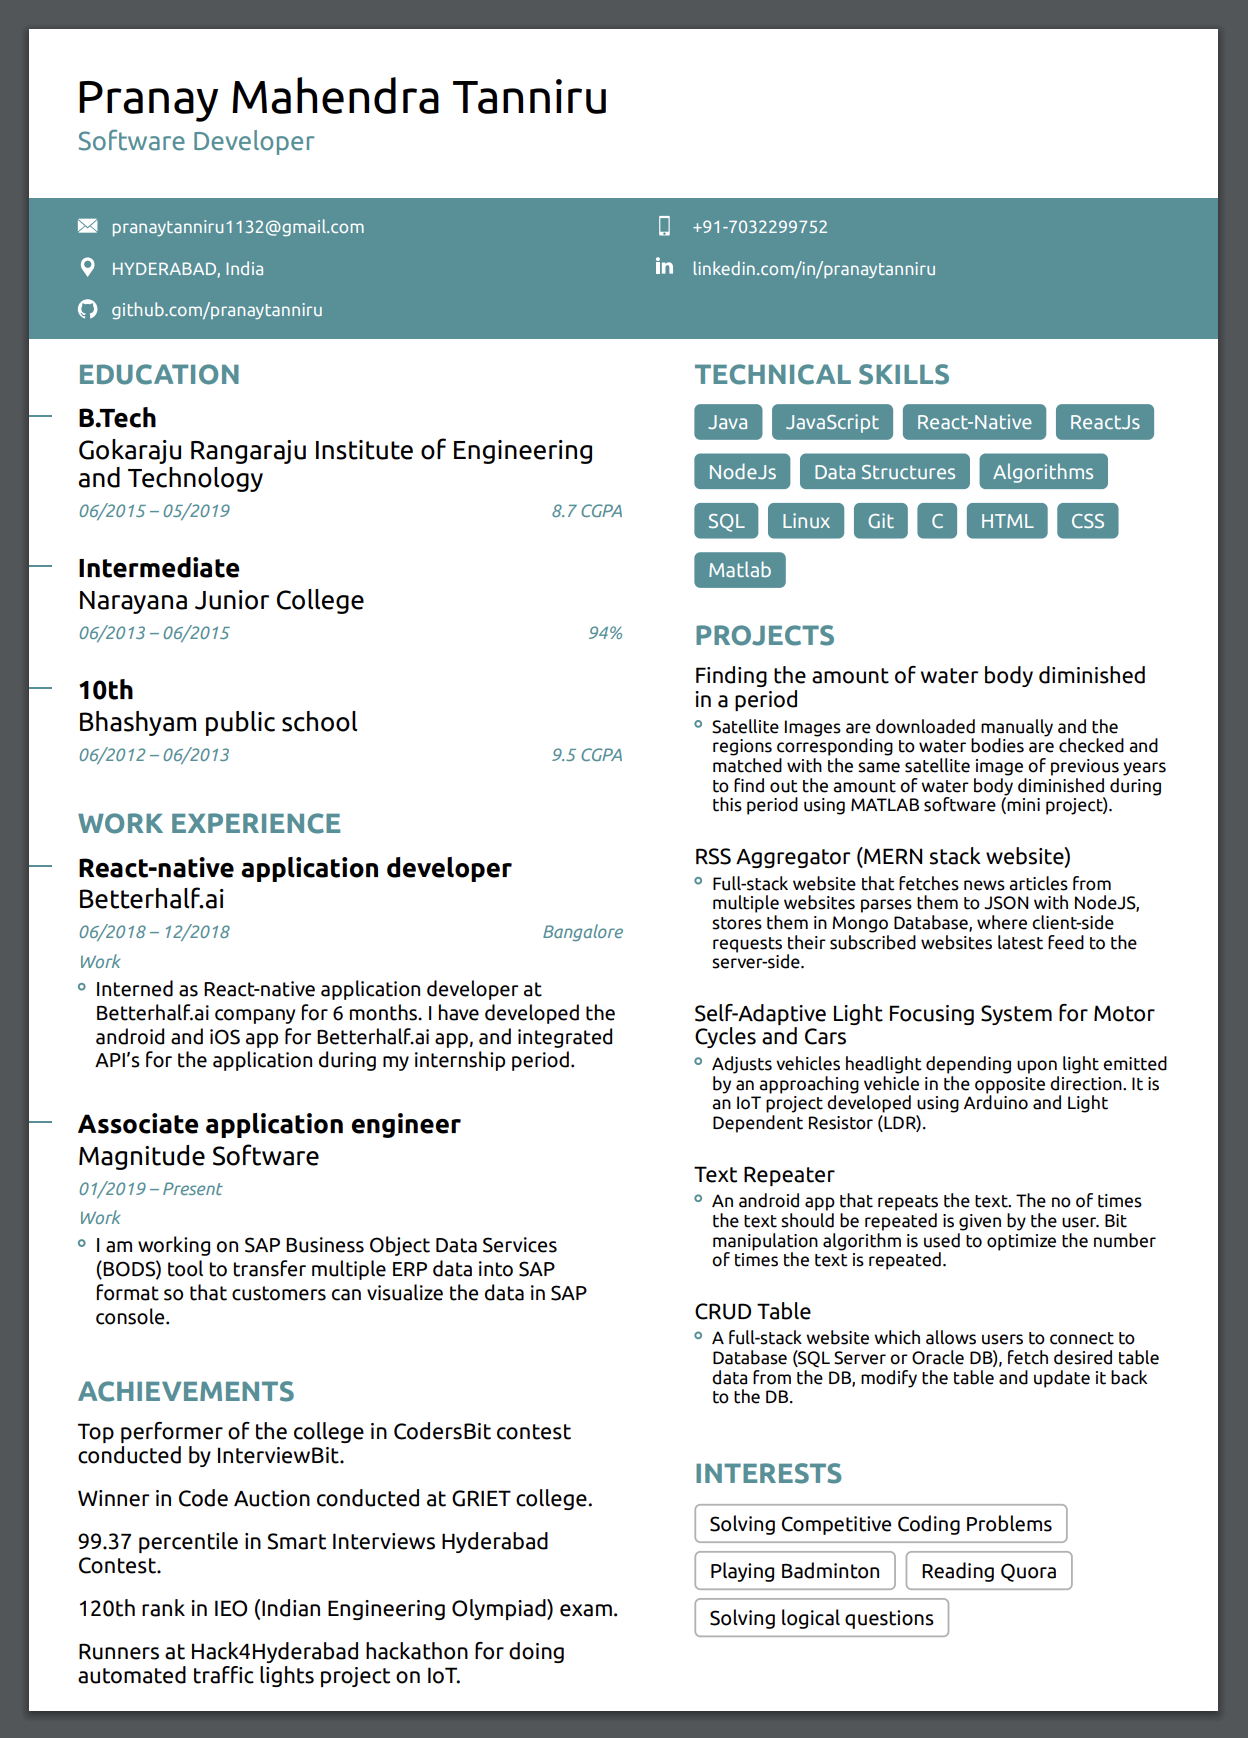 Pranay Mahendra Tanniru
Software Developer
pranaytanniru1132@gmail.com
+91-7032299752
HYDERABAD, India
linkedin.com/in/pranaytanniru
github.com/pranaytanniru
EDUCATION
B.Tech
Gokaraju Rangaraju Institute of Engineering
and Technology
06/2015 – 05/2019 8.7 CGPA
Intermediate
Narayana Junior College
06/2013 – 06/2015 94%
10th
Bhashyam public school
06/2012 – 06/2013 9.5 CGPA
WORK EXPERIENCE
React-native application developer
Betterhalf.ai
06/2018 – 12/2018 Bangalore
Work
Interned as React-native application developer at
Betterhalf.ai company for 6 months. I have developed the
android and iOS app for Betterhalf.ai app, and integrated
API’s for the application during my internship period.
Associate application engineer
Magnitude Software
01/2019 – Present
Work
I am working on SAP Business Object Data Services
(BODS) tool to transfer multiple ERP data into SAP
format so that customers can visualize the data in SAP
console.
ACHIEVEMENTS
Top performer of the college in CodersBit contest
conducted by InterviewBit.
Winner in Code Auction conducted at GRIET college.
99.37 percentile in Smart Interviews Hyderabad
Contest.
120th rank in IEO (Indian Engineering Olympiad) exam.
Runners at Hack4Hyderabad hackathon for doing
automated traffic lights project on IoT.
TECHNICAL SKILLS
Java JavaScript React-Native ReactJs
NodeJs Data Structures Algorithms
SQL Linux Git C HTML CSS
Matlab
PROJECTS
Finding the amount of water body diminished
in a period
Satellite Images are downloaded manually and the
regions corresponding to water bodies are checked and
matched with the same satellite image of previous years
to find out the amount of water body diminished during
this period using MATLAB software (mini project).
RSS Aggregator (MERN stack website)
Full-stack website that fetches news articles from
multiple websites parses them to JSON with NodeJS,
stores them in Mongo Database, where client-side
requests their subscribed websites latest feed to the
server-side.
Self-Adaptive Light Focusing System for Motor
Cycles and Cars
Adjusts vehicles headlight depending upon light emitted
by an approaching vehicle in the opposite direction. It is
an IoT project developed using Arduino and Light
Dependent Resistor (LDR).
Text Repeater
An android app that repeats the text. The no of times
the text should be repeated is given by the user. Bit
manipulation algorithm is used to optimize the number
of times the text is repeated.
CRUD Table
A full-stack website which allows users to connect to
Database (SQL Server or Oracle DB), fetch desired table
data from the DB, modify the table and update it back
to the DB.
INTERESTS
Solving Competitive Coding Problems
Playing Badminton Reading Quora
Solving logical questions